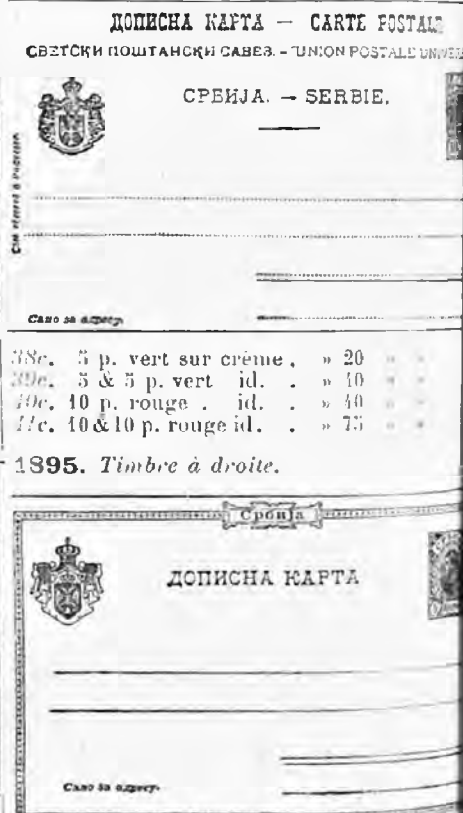 ДОПИСНА КАРТА — CARTE POSTALE
СВЕТСКИ ПОШТАНСКИ САВЕЗ. - UNION POSTALE
СРБИЈА. — SERBIE.
Само за адресу.
38c. 5 p. vert sur crème. » 20 » »
39c. 5 & 5 p. vert id. . » 40 » »
40c. 10 p. rouge . id. . » 40 » »
41c. 10 & 10 p. rouge id. . » 75 » »
1895. Timbre à droite.
Србија
ДОПИСНА КАРТА
Само за адресу.